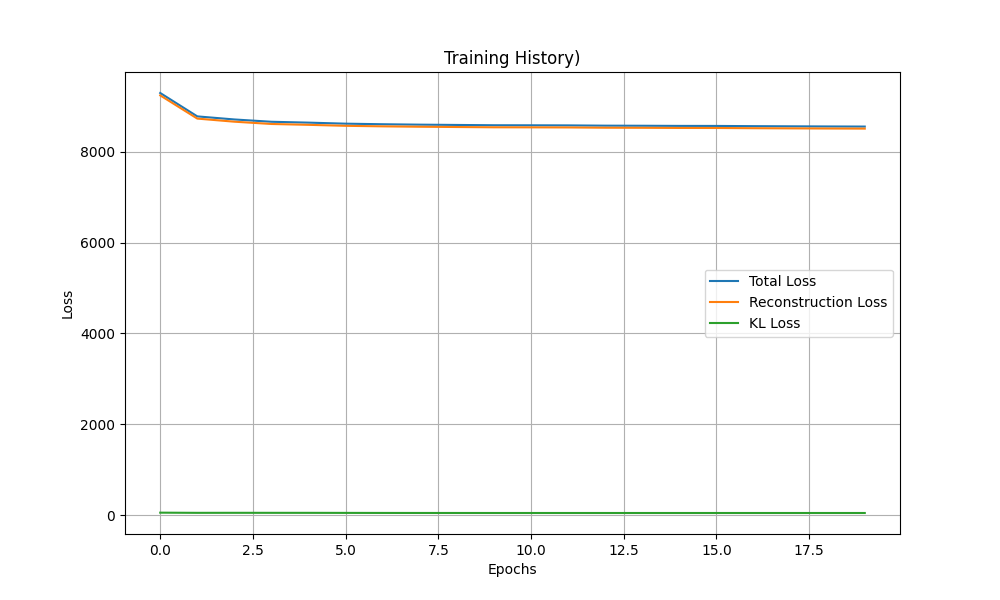 Training History)
Loss
8000
6000
4000
2000
0
Total Loss
Reconstruction Loss
KL Loss
0.0 2.5 5.0 7.5 10.0 12.5 15.0 17.5
Epochs